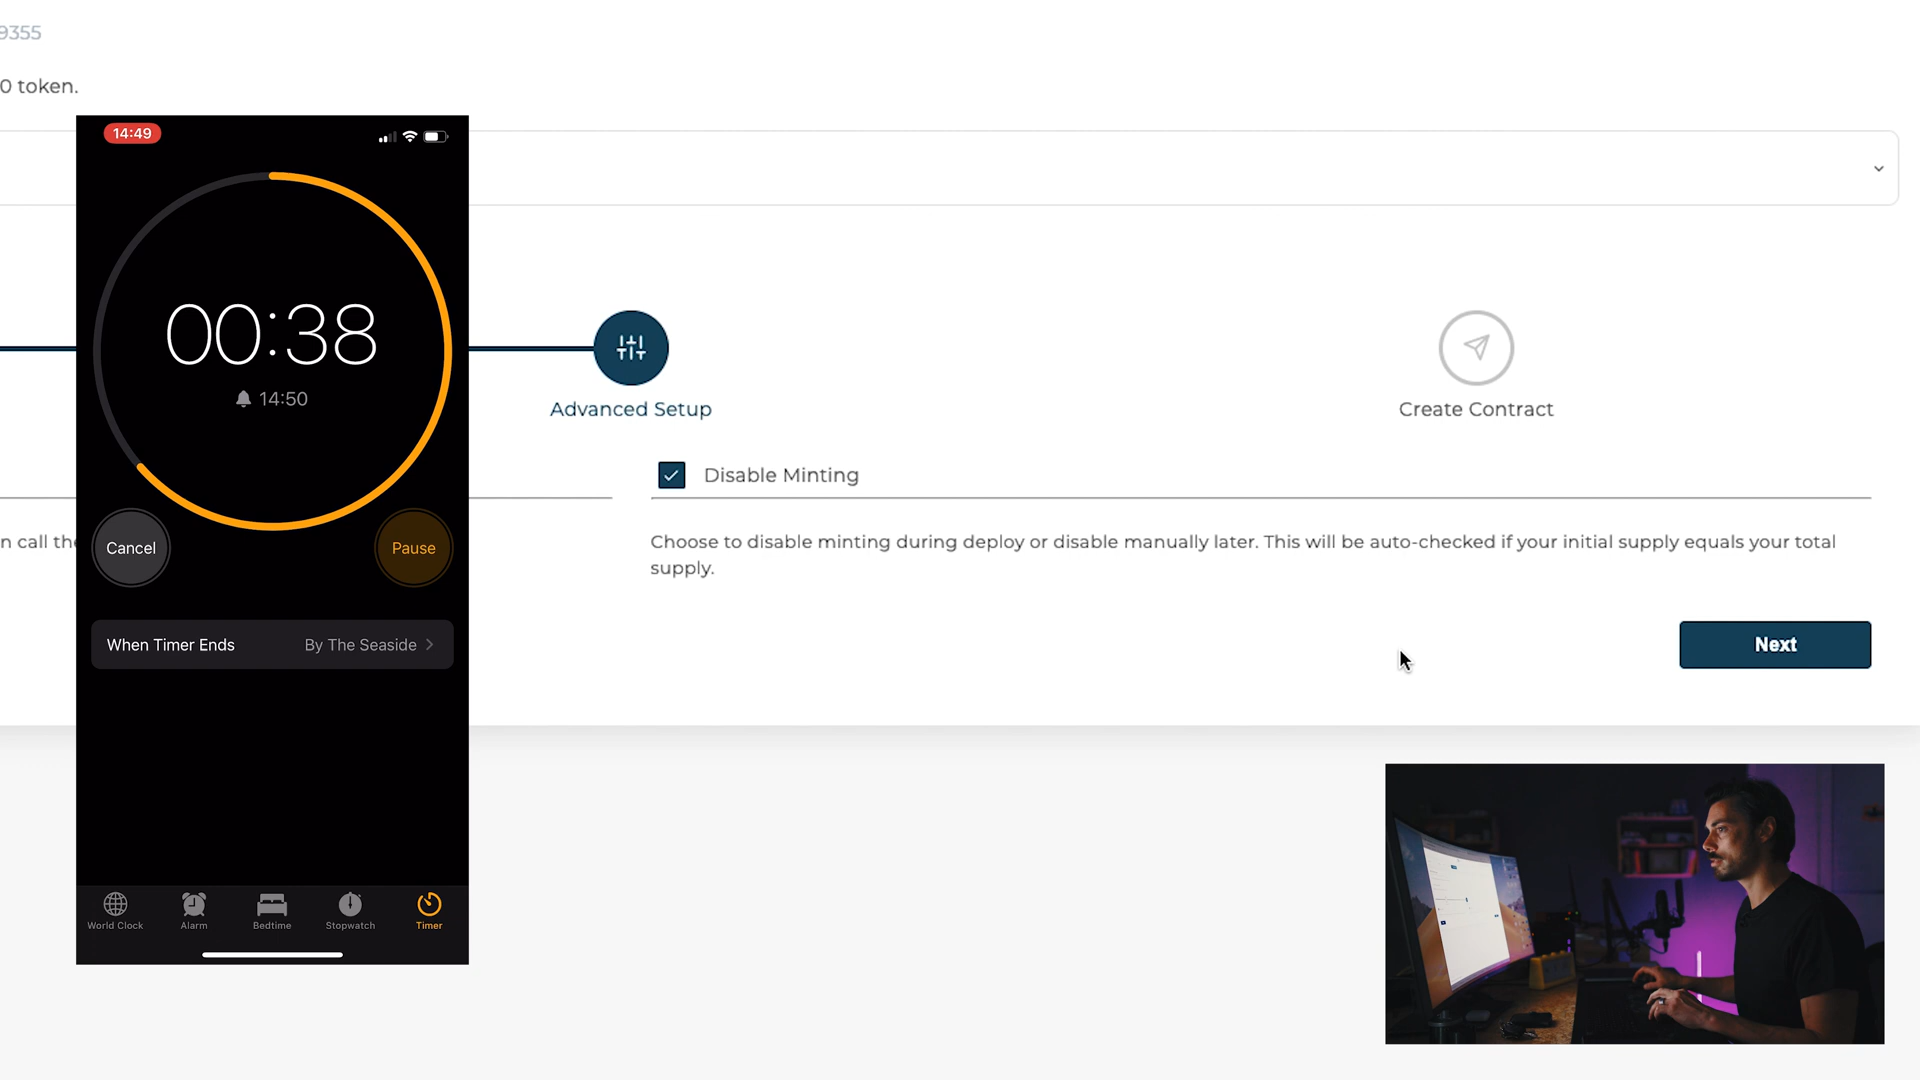 9355
0 token.
14:49
00:38
14:50
Cancel
Pause
When Timer Ends
By The Seaside
World Clock
Alarm
Bedtime
Stopwatch
Timer
Advanced Setup
Create Contract
n call the
Disable Minting
Choose to disable minting during deploy or disable manually later. This will be auto-checked if your initial supply equals your total
supply.
Next